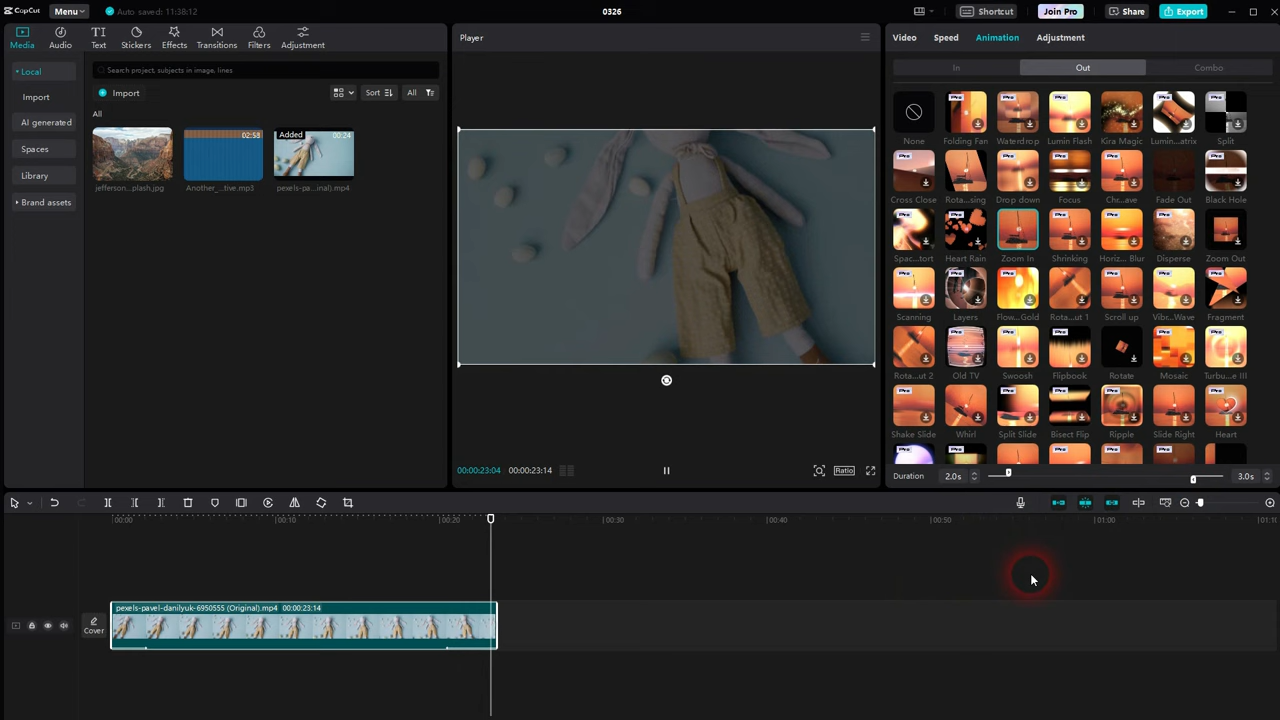 CapCut
Menu
Auto saved: 11:38:12
0326
Shortcut
Join Pro
Share
Export
Media
Audio
Text
Stickers
Effects
Transitions
Filters
Adjustment
Local
Import
AI generated
Spaces
Library
Brand assets
Search project, subjects in image, lines
Import
Sort
All
All
Added
02:58
00:24
jefferson...plash.jpg
Another_...tive.mp3
pexels-pa...inal).mp4
Player
00:00:23:04
00:00:23:14
Ratio
Video
Speed
Animation
Adjustment
In
Out
Combo
None
Folding Fan
Waterdrop
Lumin Flash
Kira Magic
Lumin...atrix
Split
Cross Close
Rota...sing
Drop down
Focus
Chr...ave
Fade Out
Black Hole
Spac...tort
Heart Rain
Zoom In
Shrinking
Horiz... Blur
Disperse
Zoom Out
Scanning
Layers
Flow...Gold
Rota...ut 1
Scroll up
Vibr...Wave
Fragment
Rota...ut 2
Old TV
Swoosh
Flipbook
Rotate
Mosaic
Turbu...e III
Shake Slide
Whirl
Split Slide
Bisect Flip
Ripple
Slide Right
Heart
Duration
2.0s
3.0s
00:00
00:10
00:20
00:30
00:40
00:50
01:00
01:1
pexels-pavel-danilyuk-6950555 (Original).mp4 00:00:23:14
Cover